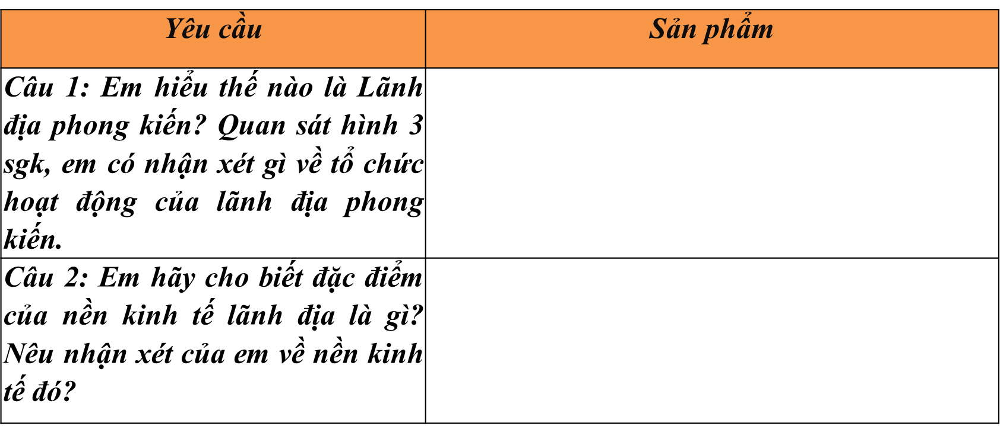 Yêu cầu
Sản phẩm
Câu 1: Em hiểu thế nào là Lãnh
địa phong kiến? Quan sát hình 3
sgk, em có nhận xét gì về tổ chức
hoạt động của lãnh địa phong
kiến.
Câu 2: Em hãy cho biết đặc điểm
của nền kinh tế lãnh địa là gì?
Nêu nhận xét của em về nền kinh
tế đó?